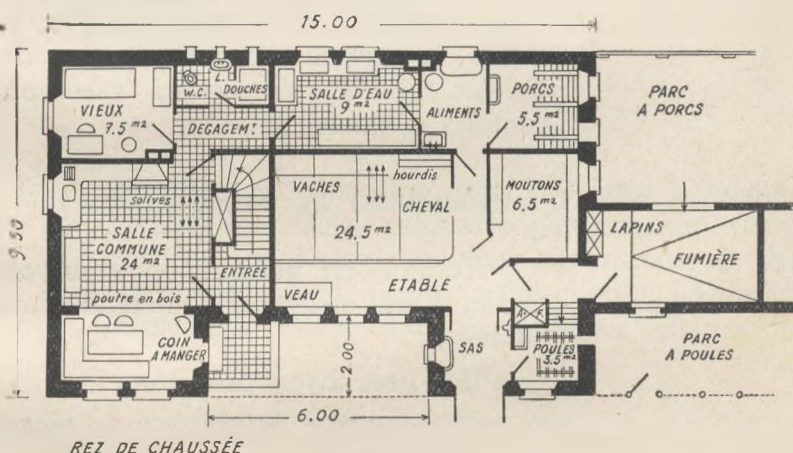 15.00
9.50
VIEUX
7.5 m2
W.C.
L.
DOUCHES
SALLE D'EAU
9 m2
ALIMENTS
PORCS
5.5 m2
PARC
A PORCS
DEGAGEMT
solives
SALLE
COMMUNE
24 m2
poutre en bois
ENTRÉE
VACHES
hourdis
CHEVAL
24.5 m2
MOUTONS
6.5 m2
LAPINS
FUMIÈRE
ETABLE
VEAU
COIN
A MANGER
2.00
SAS
A.
F.
POULES
3.5 m2
PARC
A POULES
6.00
REZ DE CHAUSSÉE